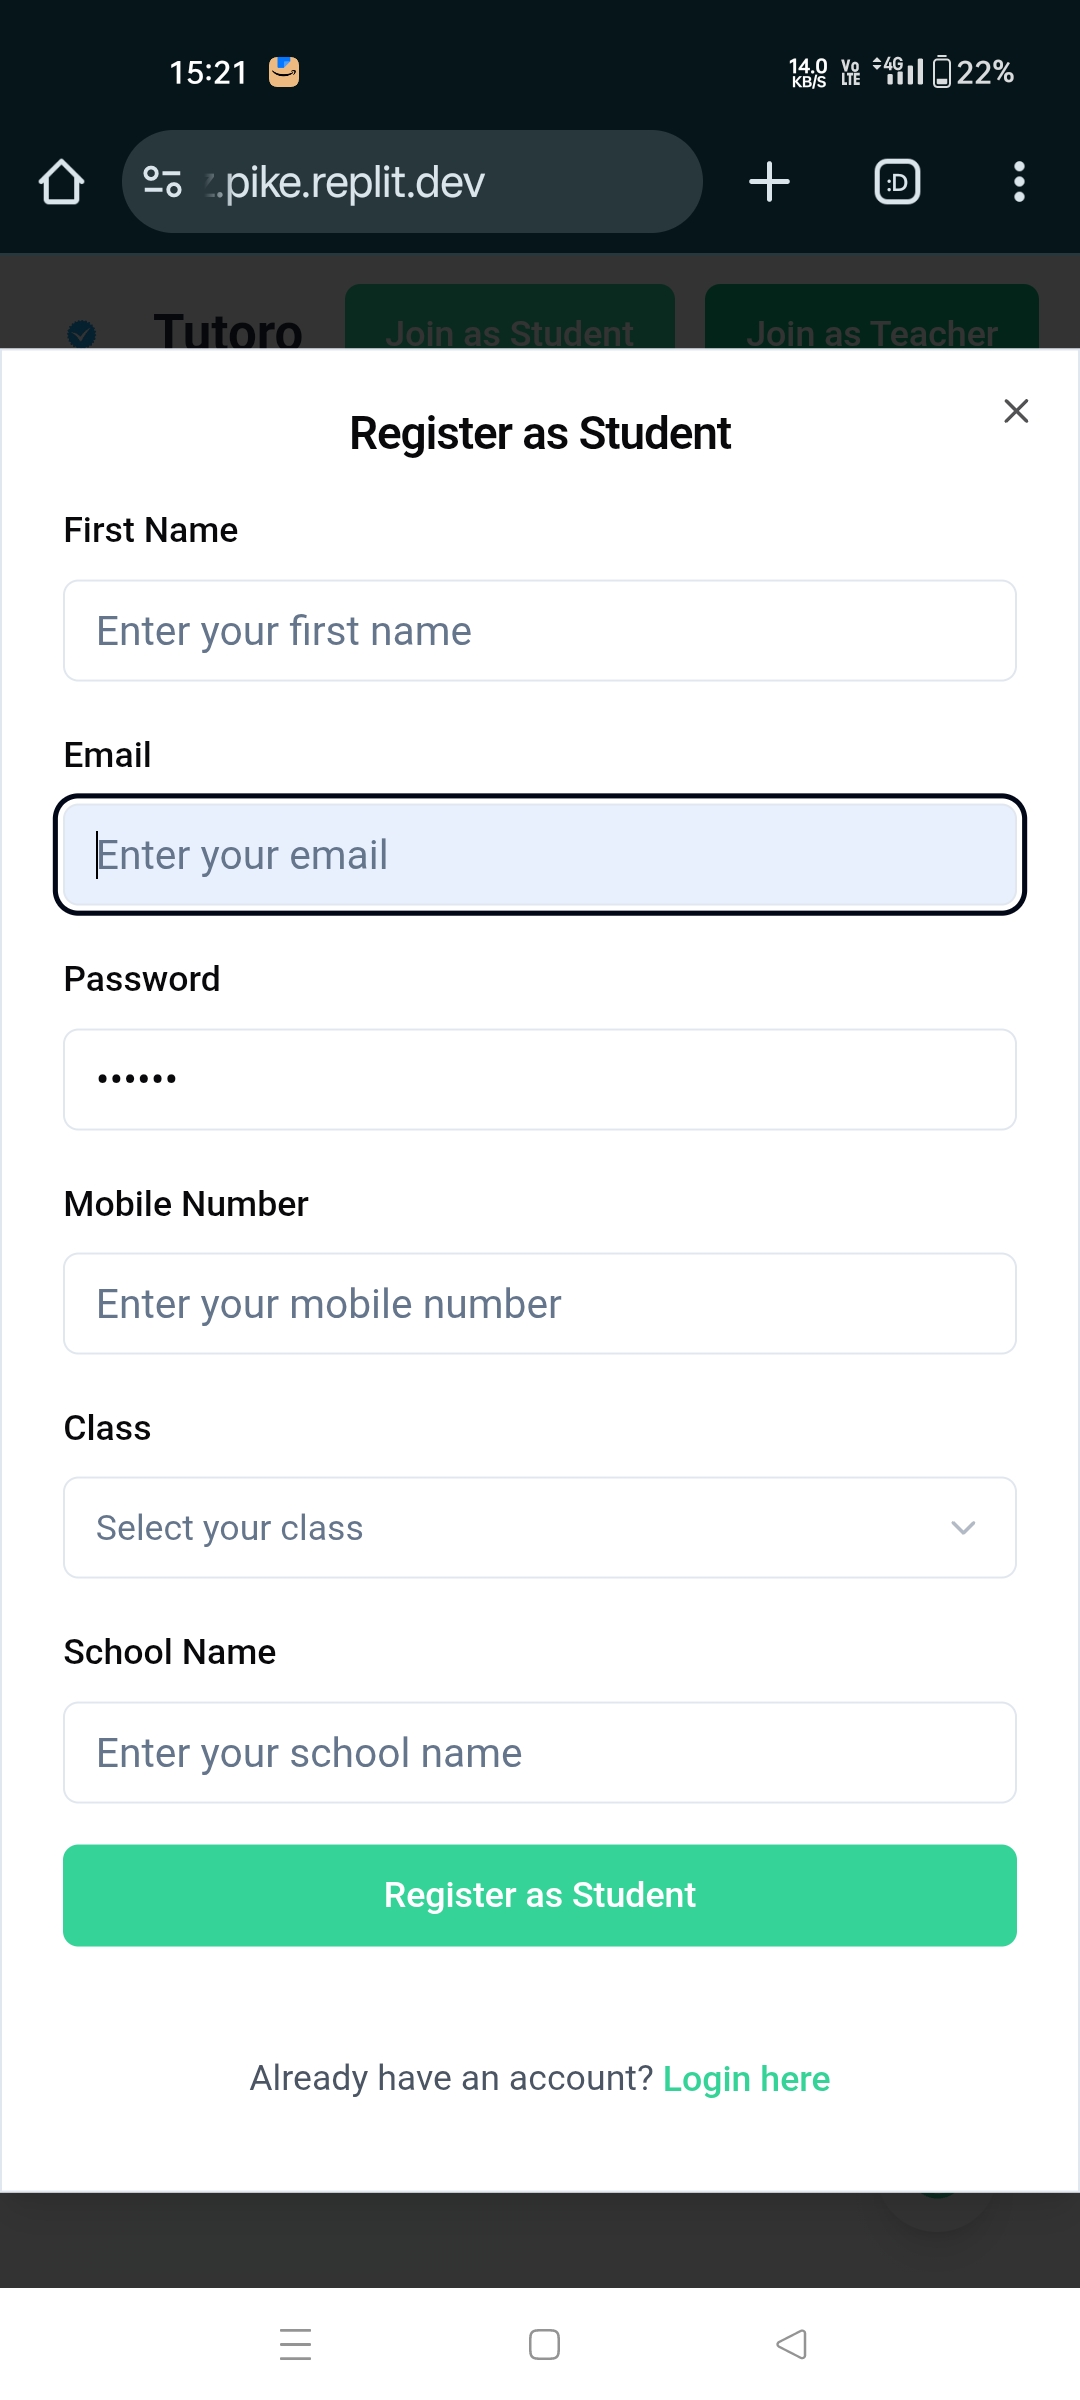 15:21
14.0 KB/S Vo LTE 4G 22%
.pike.replit.dev
:D
Tutoro Join as Student Join as Teacher
Register as Student
First Name
Enter your first name
Email
Enter your email
Password
••••••
Mobile Number
Enter your mobile number
Class
Select your class
School Name
Enter your school name
Register as Student
Already have an account? Login here